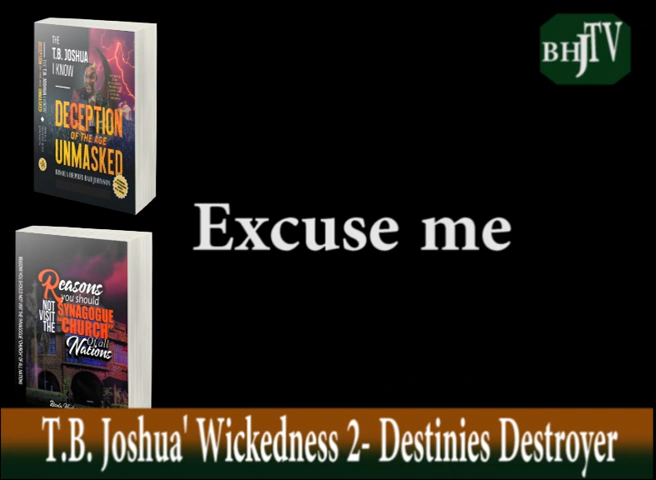 BHJTV
THE
T.B. JOSHUA
I KNOW
DECEPTION
OF THE AGE
UNMASKED
Excuse me
Reasons
you should
NOT
VISIT
THE
SYNAGOGUE
"CHURCH"
Of all
Nations
T.B. Joshua' Wickedness 2- Destinies Destroyer